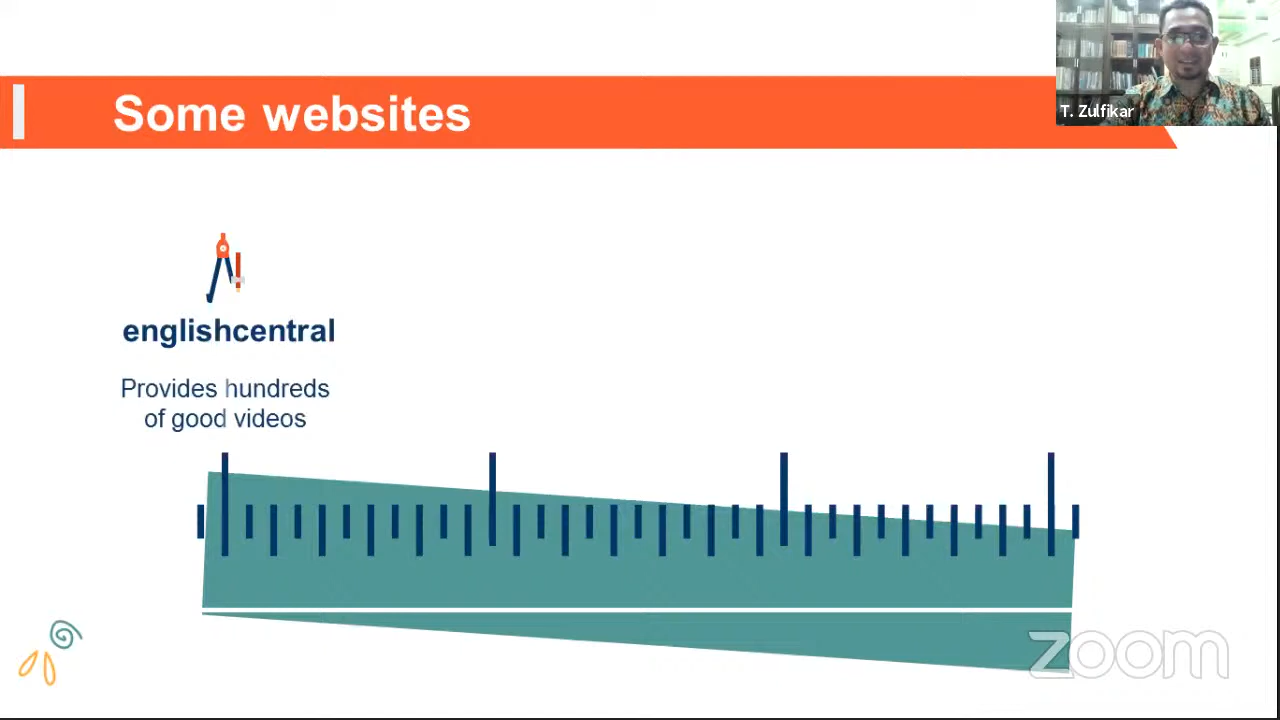 Some websites
T. Zulfikar
englishcentral
Provides hundreds
of good videos
zoom